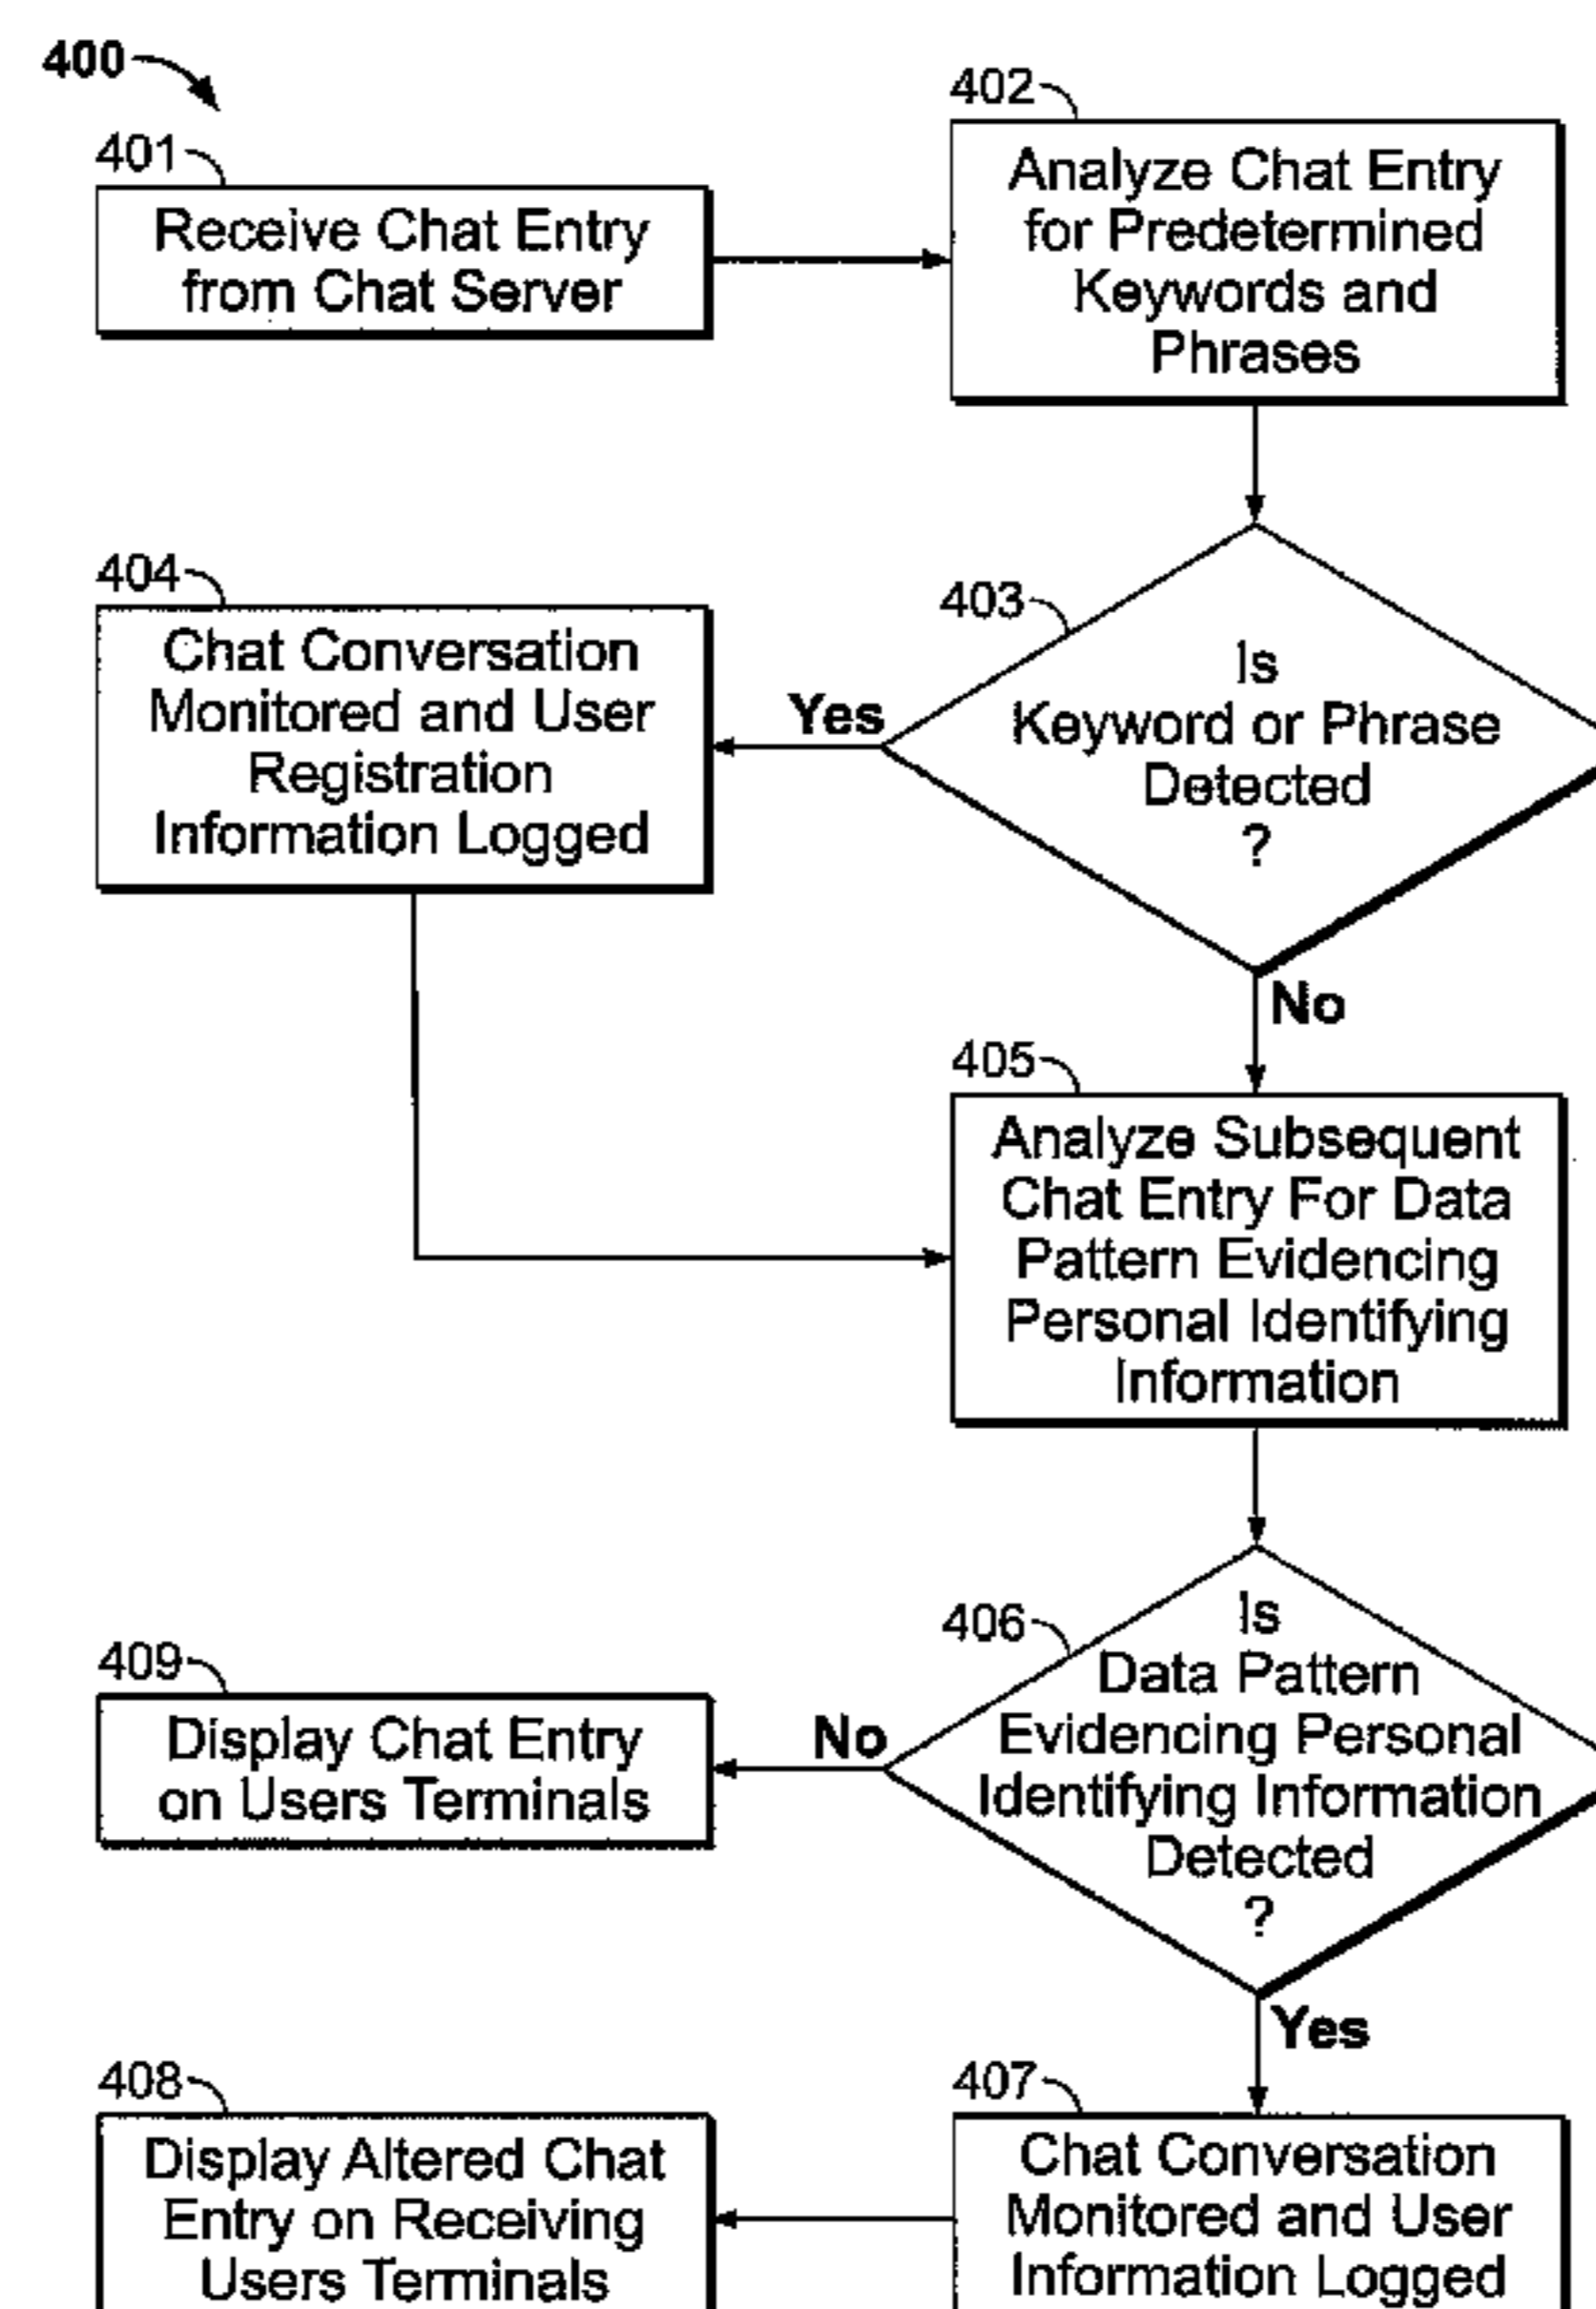 400
401
Receive Chat Entry
from Chat Server
402
Analyze Chat Entry
for Predetermined
Keywords and
Phrases
403
Is
Keyword or Phrase
Detected
?
Yes
No
404
Chat Conversation
Monitored and User
Registration
Information Logged
405
Analyze Subsequent
Chat Entry For Data
Pattern Evidencing
Personal Identifying
Information
406
Is
Data Pattern
Evidencing Personal
Identifying Information
Detected
?
No
Yes
409
Display Chat Entry
on Users Terminals
407
Chat Conversation
Monitored and User
Information Logged
408
Display Altered Chat
Entry on Receiving
Users Terminals